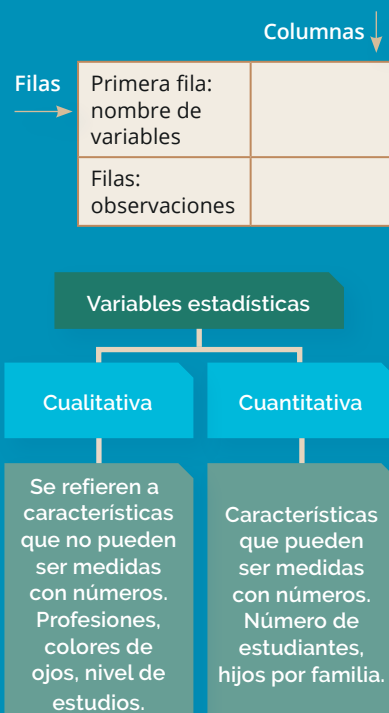 Columnas
Filas
Primera fila:
nombre de
variables
Filas:
observaciones
Variables estadísticas
Cualitativa
Cuantitativa
Se refieren a
características
que no pueden
ser medidas
con números.
Profesiones,
colores de
ojos, nivel de
estudios.
Características
que pueden
ser medidas
con números.
Número de
estudiantes,
hijos por familia.